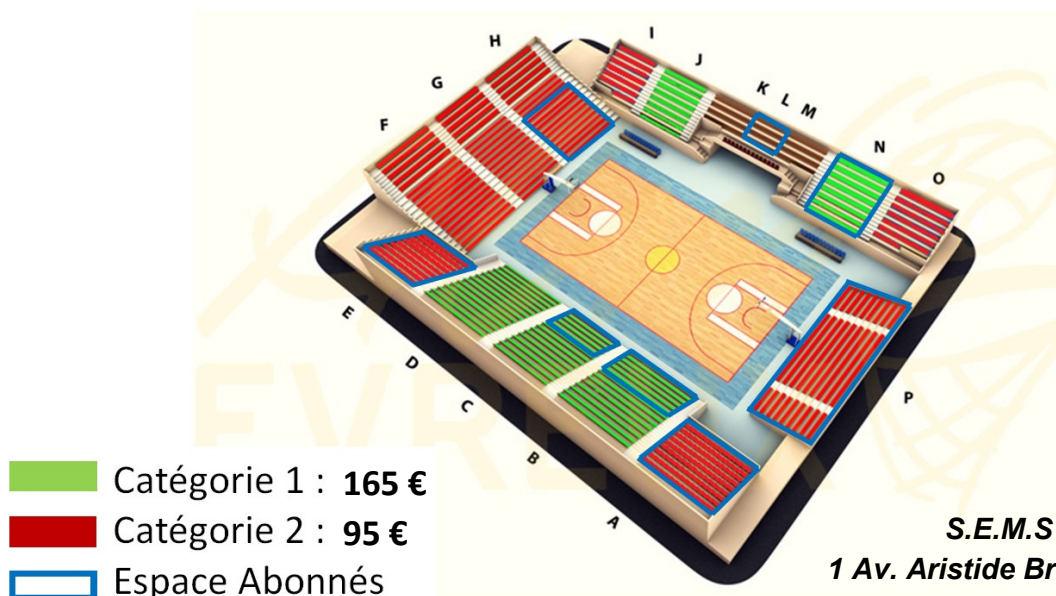 H
I
G
J
F
K L M
N
O
E
D
P
C
B
A
Catégorie 1 : 165 €
Catégorie 2 : 95 €
Espace Abonnés
S.E.M.S
1 Av. Aristide Br